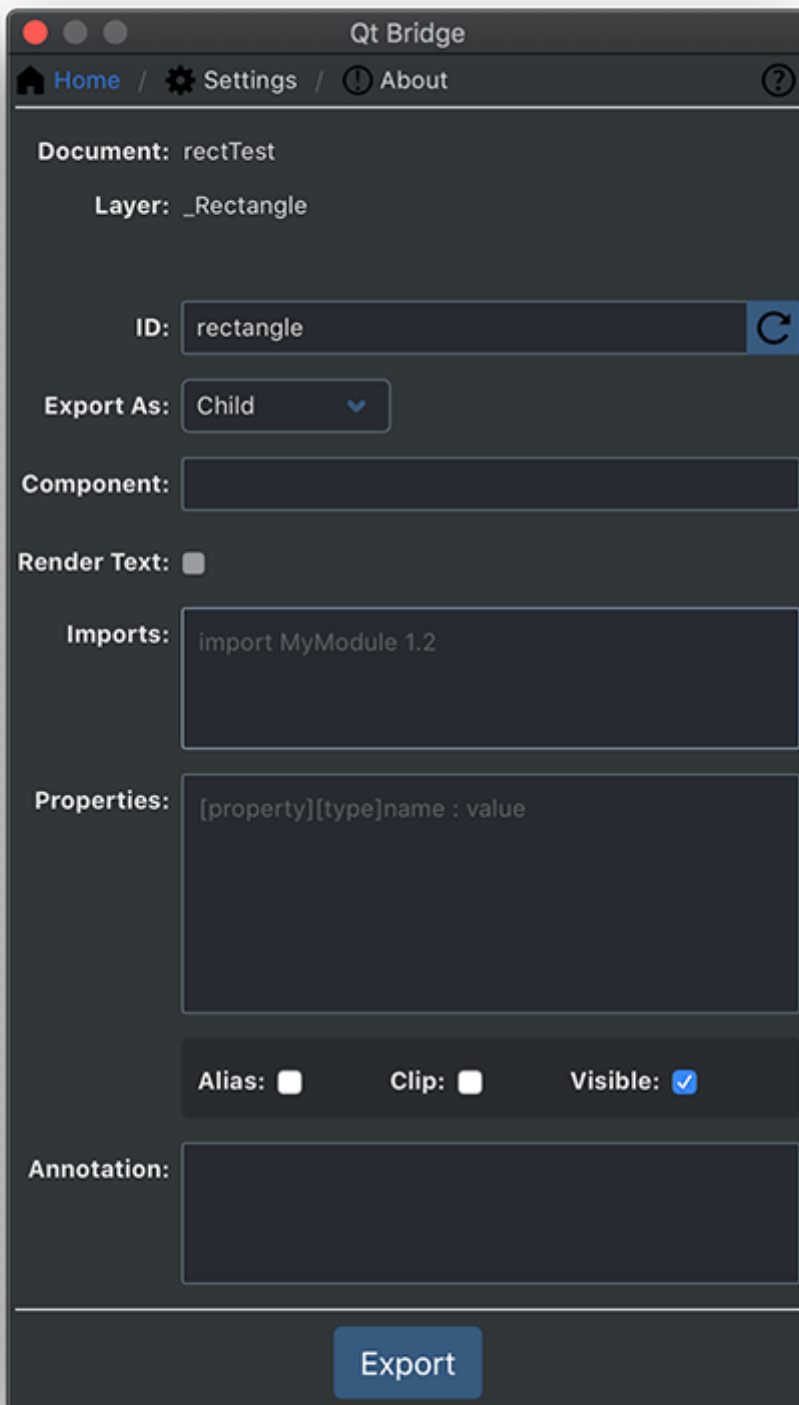 Qt Bridge
Home / Settings / About
Document: rectTest
Layer: _Rectangle
ID: rectangle
Export As: Child
Component:
Render Text:
Imports: import MyModule 1.2
Properties: [property][type]name : value
Alias: Clip: Visible:
Annotation:
Export